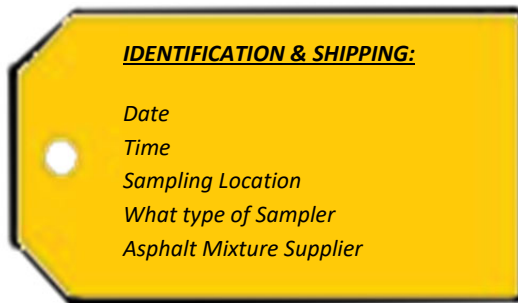 IDENTIFICATION & SHIPPING:
Date
Time
Sampling Location
What type of Sampler
Asphalt Mixture Supplier